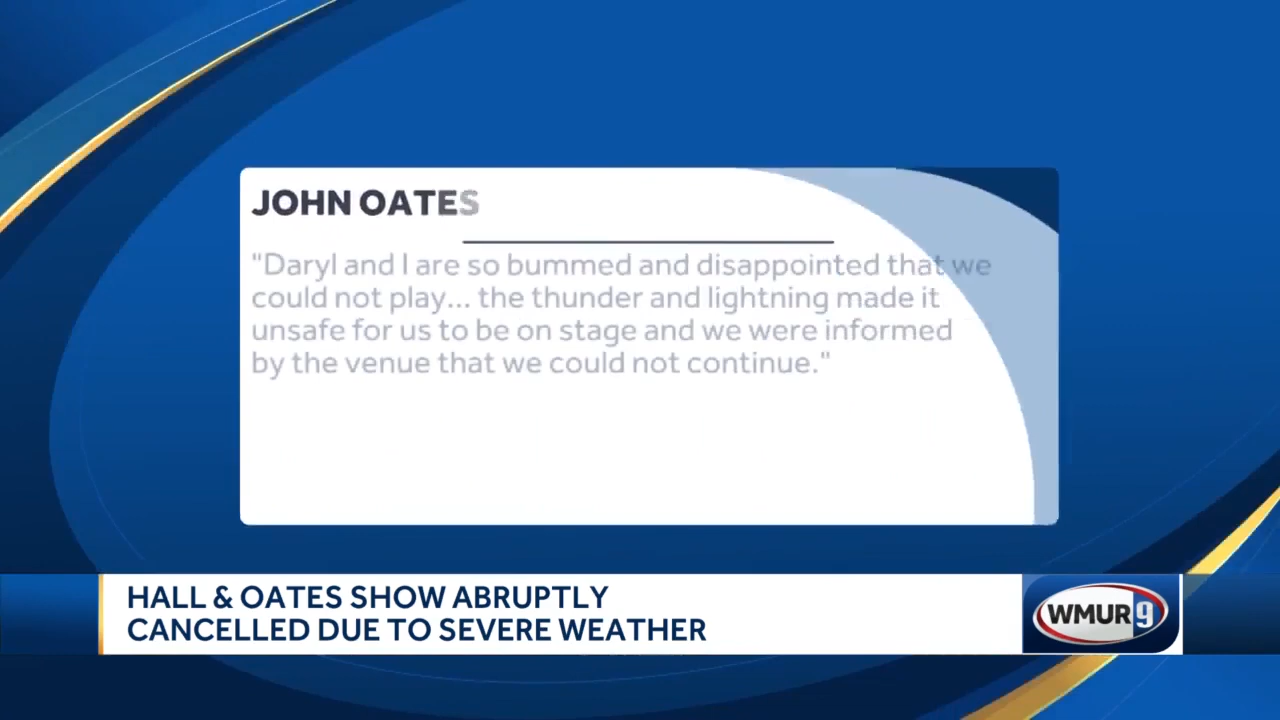 JOHN OATES
"Daryl and I are so bummed and disappointed that we
could not play... the thunder and lightning made it
unsafe for us to be on stage and we were informed
by the venue that we could not continue."
HALL & OATES SHOW ABRUPTLY
CANCELLED DUE TO SEVERE WEATHER
WMUR 9